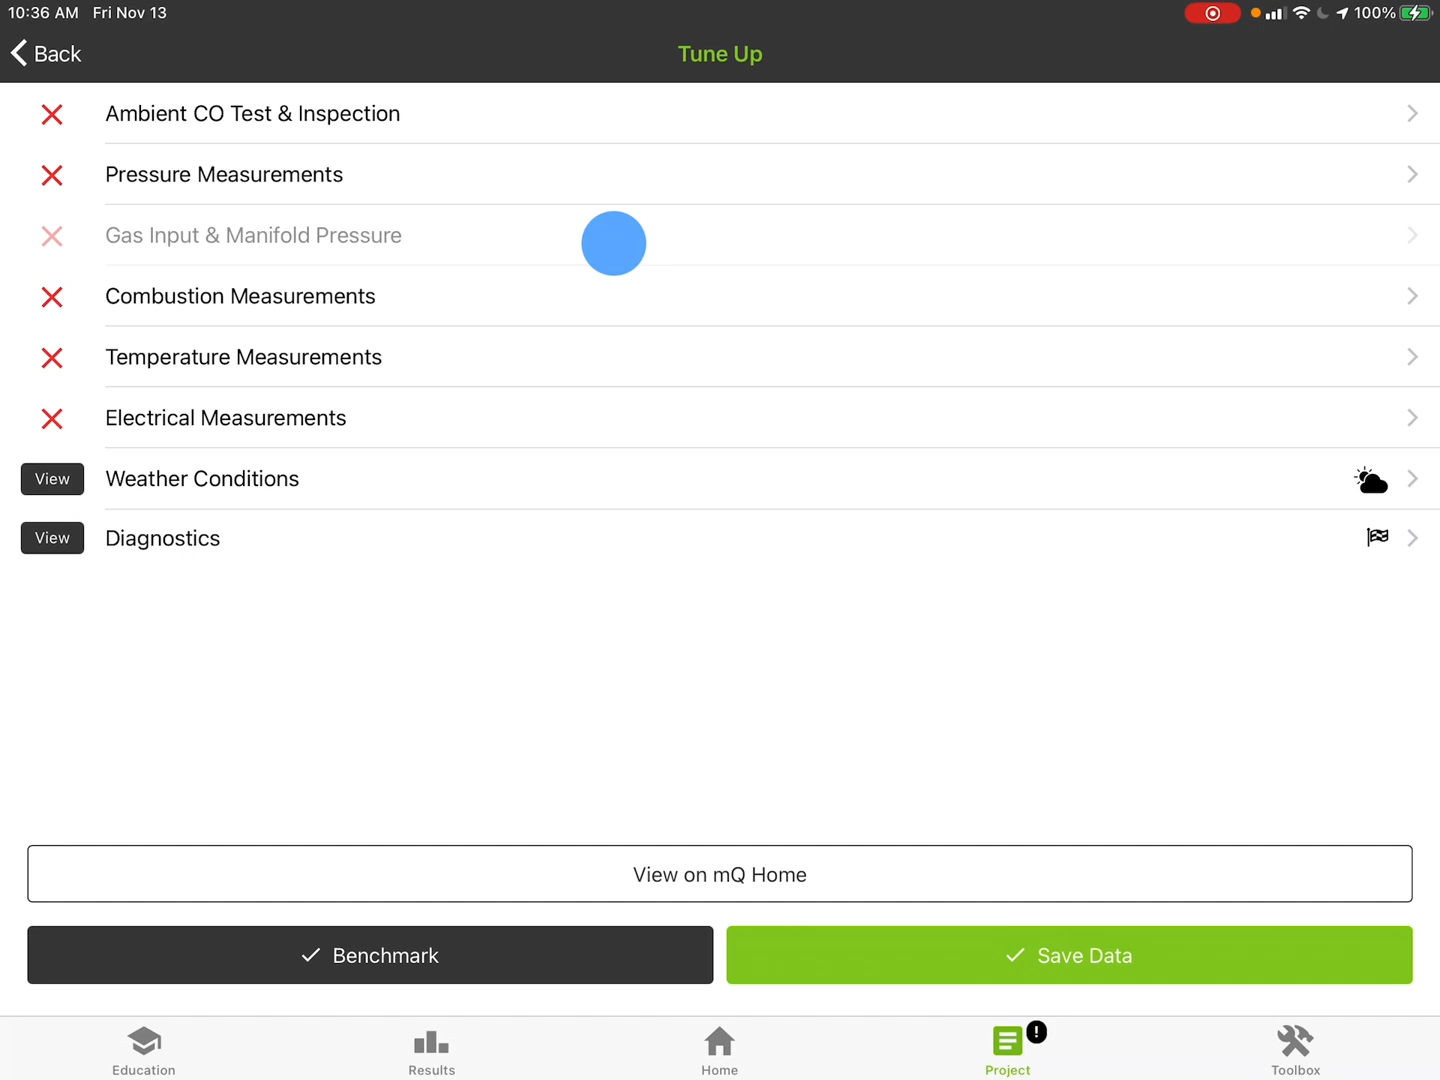 10:36 AM Fri Nov 13
100%
Back
Tune Up
Ambient CO Test & Inspection
Pressure Measurements
Gas Input & Manifold Pressure
Combustion Measurements
Temperature Measurements
Electrical Measurements
View Weather Conditions
View Diagnostics
View on mQ Home
Benchmark
Save Data
!
Education
Results
Home
Project
Toolbox